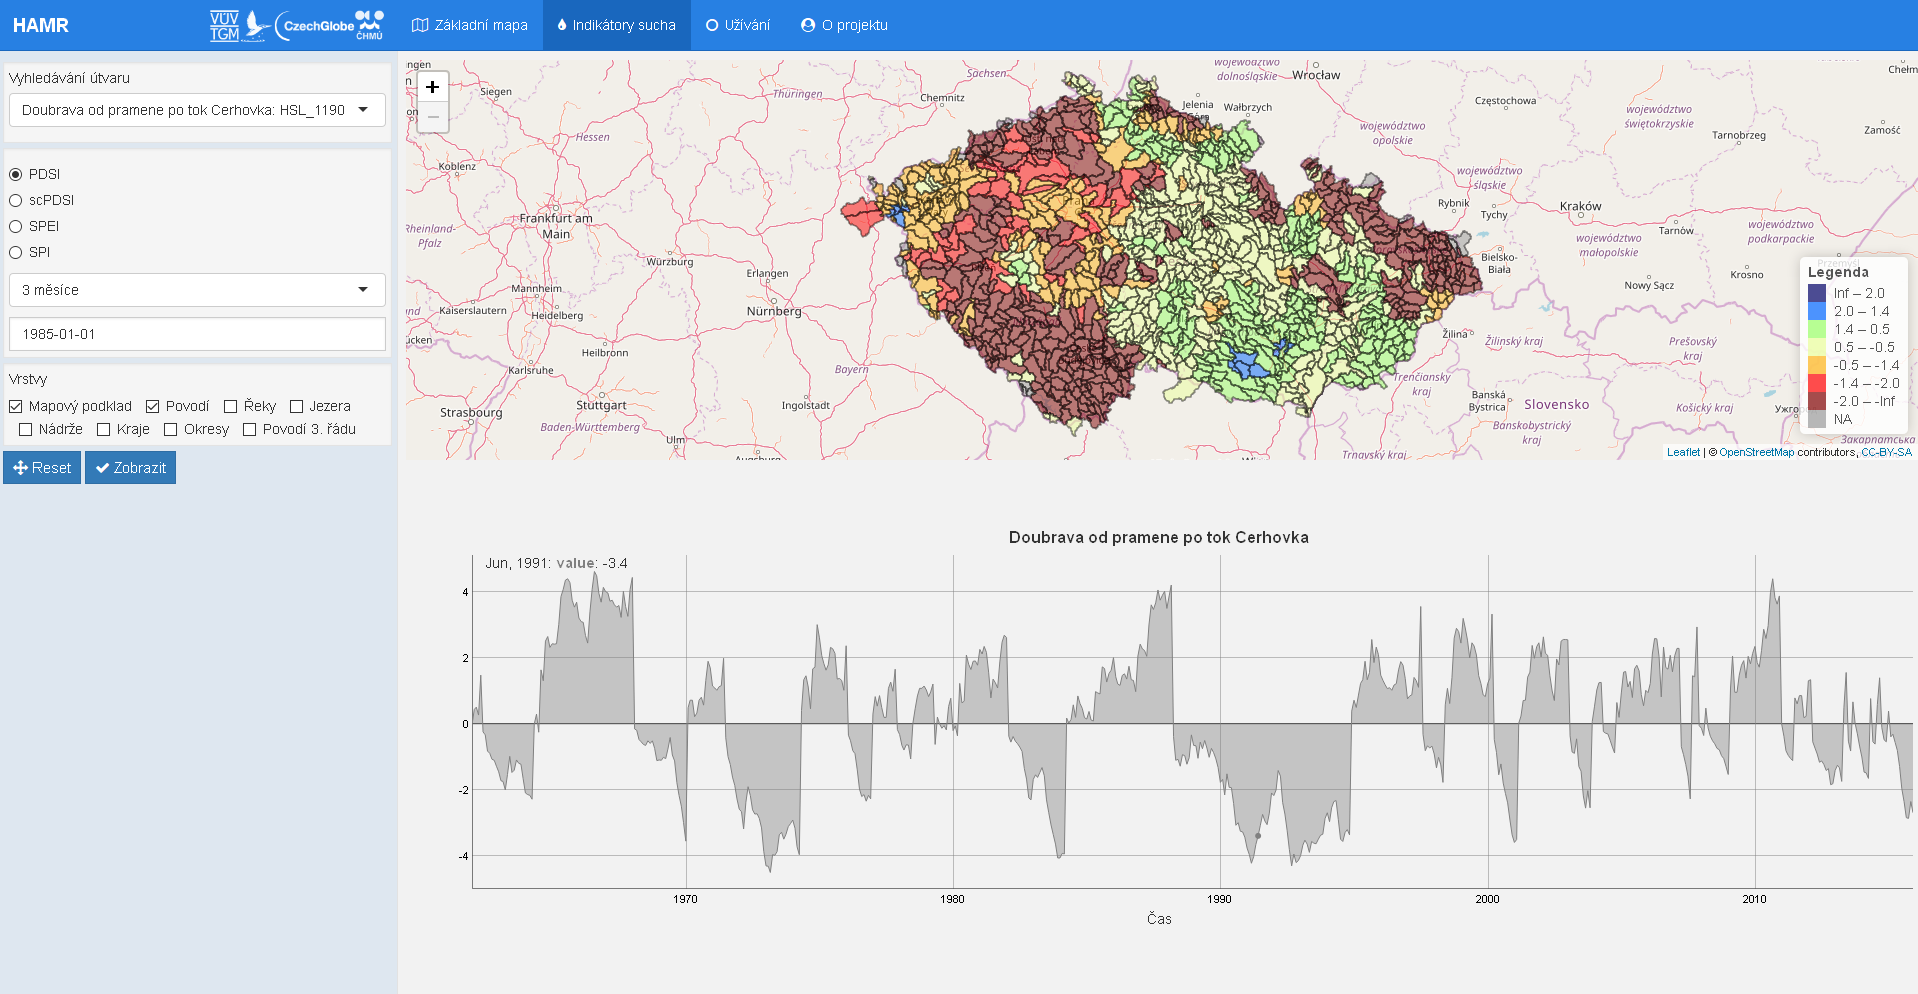 HAMR
VÚV TGM
CzechGlobe
ČHMÚ
Základní mapa
Indikátory sucha
Užívání
O projektu
Vyhledávání útvaru
Doubrava od pramene po tok Cerhovka: HSL_1190
PDSI
scPDSI
SPEI
SPI
3 měsíce
1985-01-01
Vrstvy
Mapový podklad Povodí Řeky Jezera
Nádrže Kraje Okresy Povodí 3. řádu
Reset
Zobrazit
+
−
Siegen
Sachsen
Thüringen
Chemnitz
województwo dolnośląskie
Wrocław
Jelenia Góra
Wałbrzych
Częstochowa
województwo świętokrzyskie
Tarnobrzeg
Zamość
Hessen
Koblenz
województwo opolskie
województwo śląskie
Frankfurt am Main
Rheinland-Pfalz
Würzburg
Erlangen
Rybnik
Tychy
Kraków
Tarnów
województwo małopolskie
województwo podkarpackie
Bielsko-Biała
Krosno
Nowy Sącz
Mannheim
Kaiserslautern
Heidelberg
Nürnberg
Heilbronn
Karlsruhe
Bayern
Žilina
Žilinský kraj
Prešovský kraj
Trenčiansky kraj
Strasbourg
Stuttgart
Baden-Württemberg
Ingolstadt
Ulm
Banská Bystrica
Slovensko
Banskobystrický kraj
Košický kraj
Trnavský kraj
Legenda
Inf – 2.0
2.0 – 1.4
1.4 – 0.5
0.5 – -0.5
-0.5 – -1.4
-1.4 – -2.0
-2.0 – -Inf
NA
Leaflet | © OpenStreetMap contributors, CC-BY-SA
Doubrava od pramene po tok Cerhovka
Jun, 1991: value: -3.4
4
2
0
-2
-4
1970
1980
1990
2000
2010
Čas